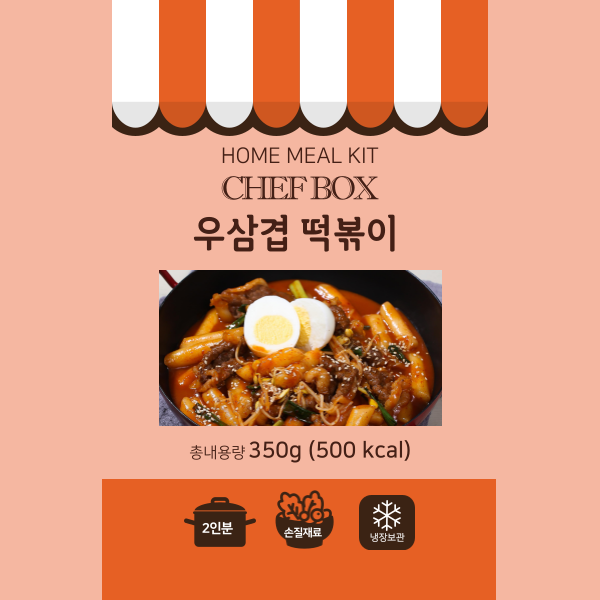 HOME MEAL KIT
CHEF BOX
우삼겹 떡볶이
총내용량 350g (500 kcal)
2인분
손질재료
냉장보관